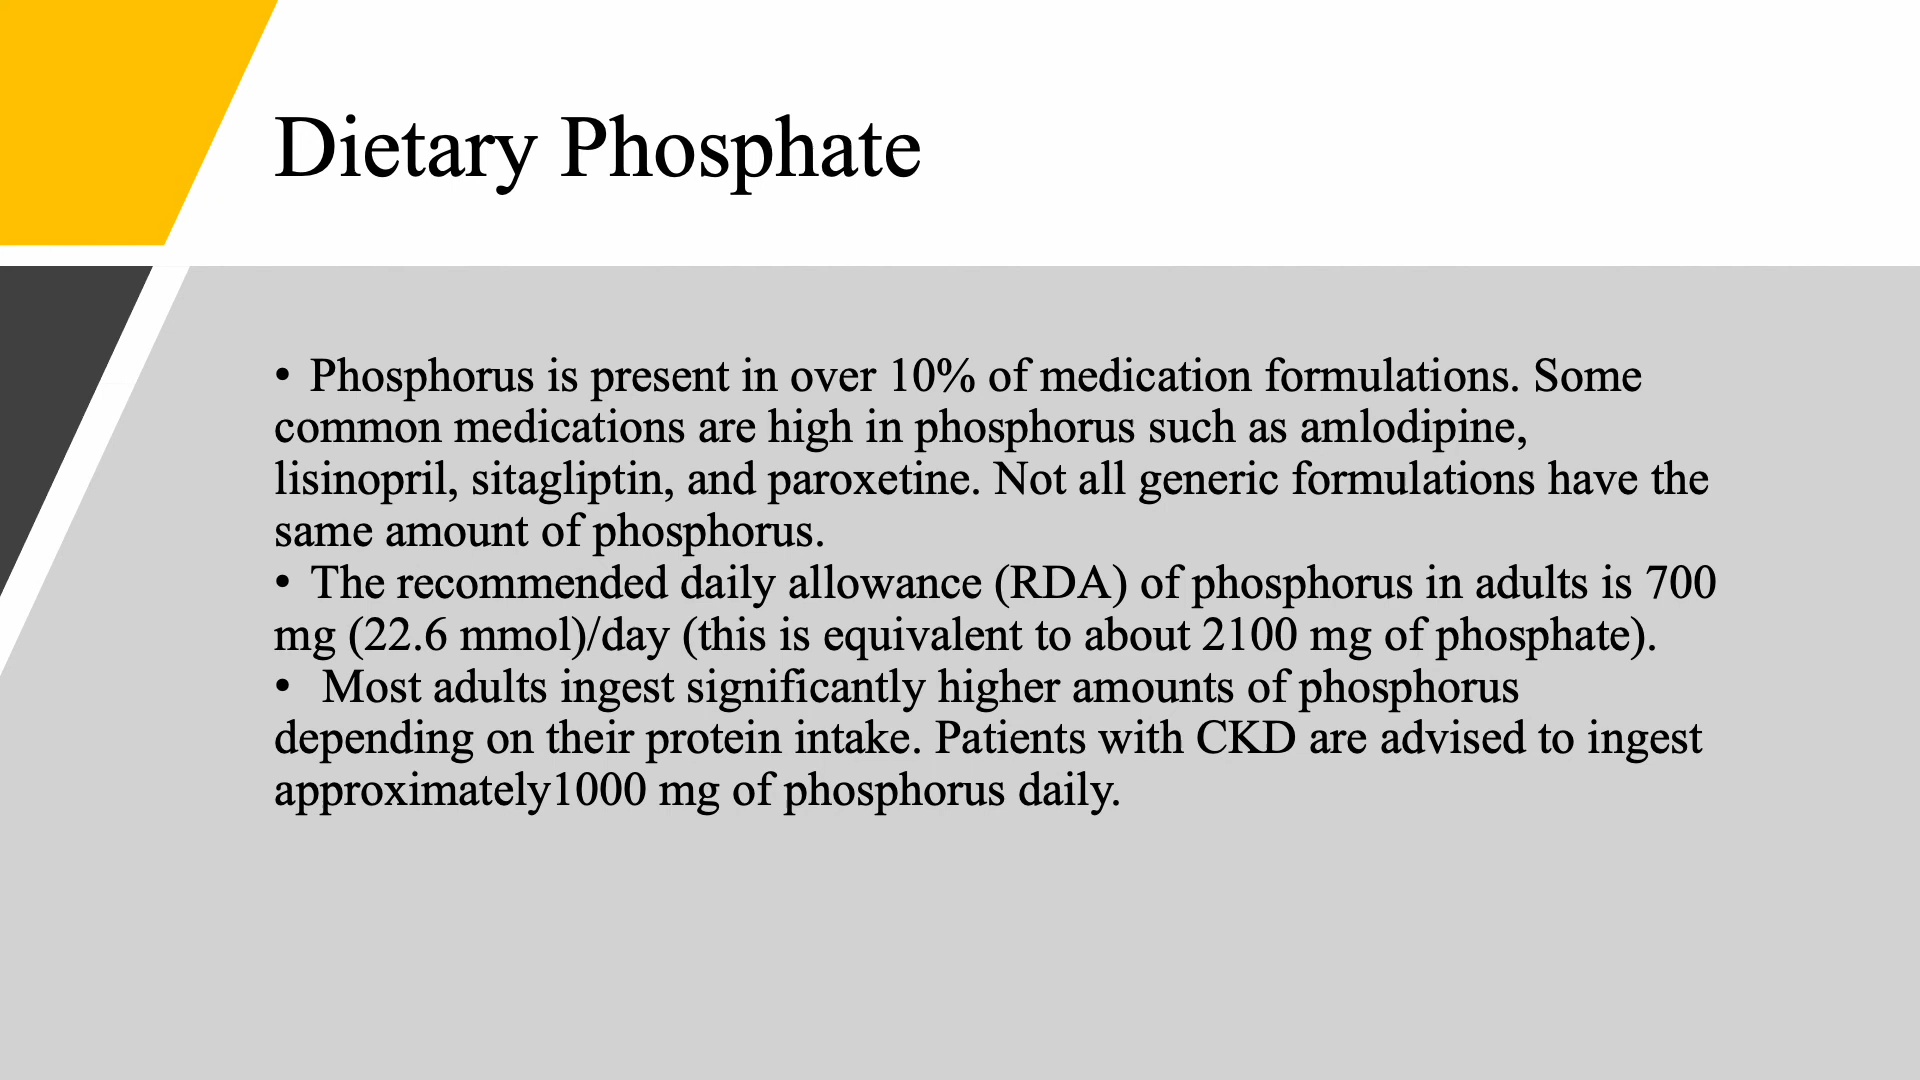 Dietary Phosphate
• Phosphorus is present in over 10% of medication formulations. Some
common medications are high in phosphorus such as amlodipine,
lisinopril, sitagliptin, and paroxetine. Not all generic formulations have the
same amount of phosphorus.
• The recommended daily allowance (RDA) of phosphorus in adults is 700
mg (22.6 mmol)/day (this is equivalent to about 2100 mg of phosphate).
• Most adults ingest significantly higher amounts of phosphorus
depending on their protein intake. Patients with CKD are advised to ingest
approximately1000 mg of phosphorus daily.